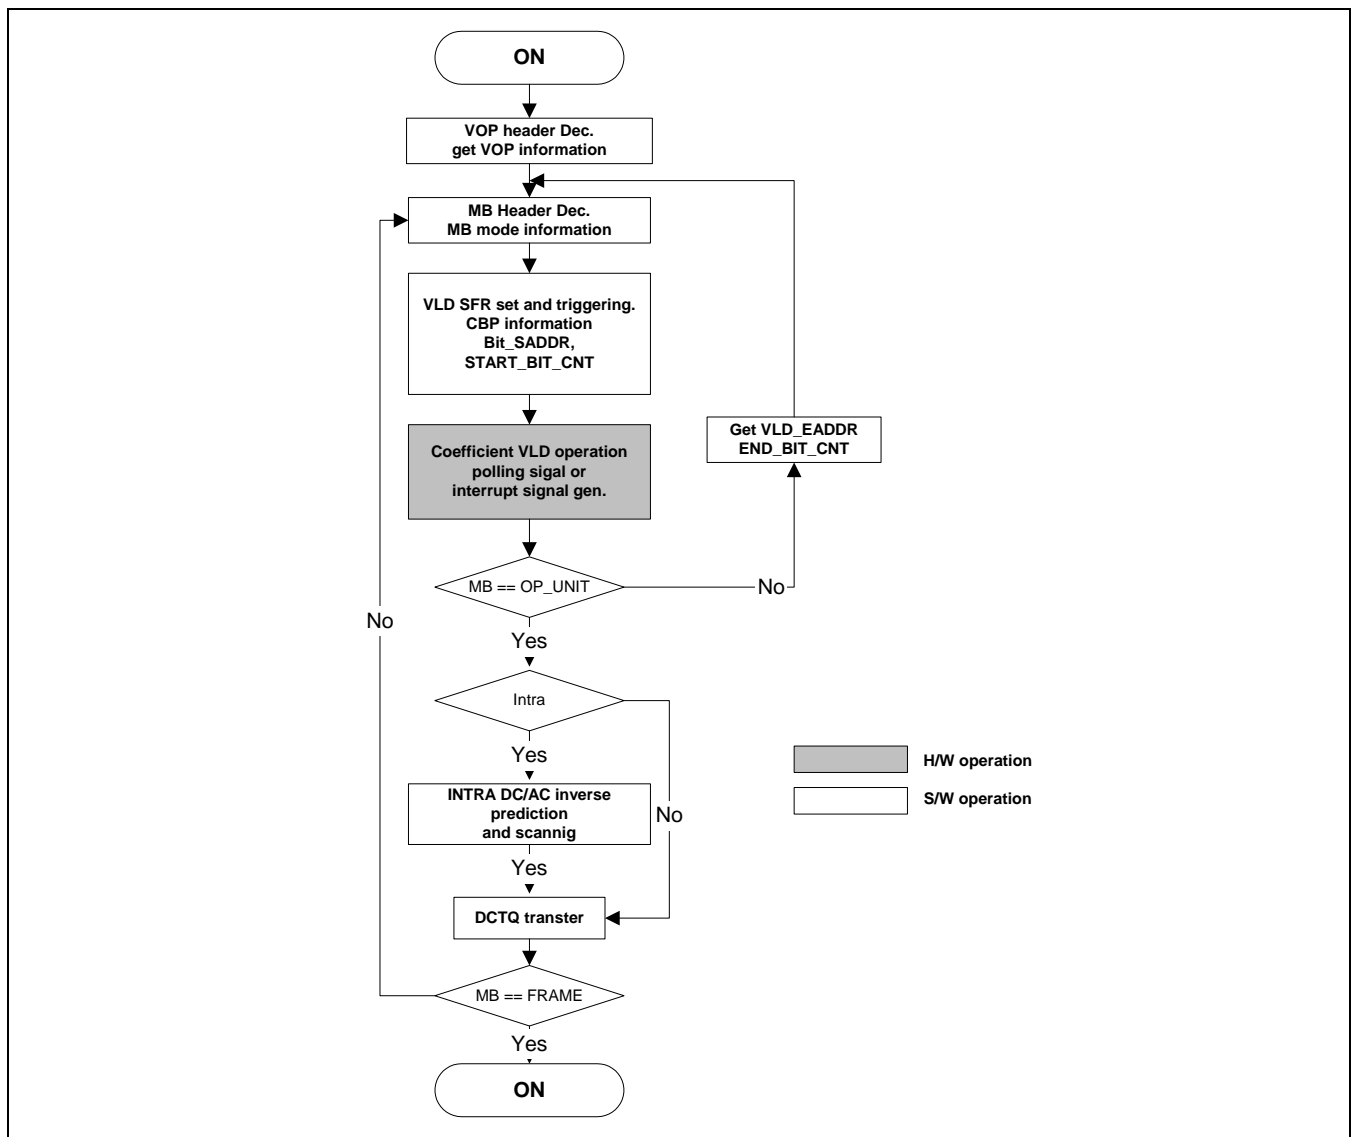 ON
VOP header Dec.
get VOP information
MB Header Dec.
MB mode information
VLD SFR set and triggering.
CBP information
Bit_SADDR,
START_BIT_CNT
Get VLD_EADDR
END_BIT_CNT
Coefficient VLD operation
polling sigal or
interrupt signal gen.
MB == OP_UNIT
No
No
Yes
Intra
Yes
H/W operation
INTRA DC/AC inverse
prediction
and scannig
No
S/W operation
Yes
DCTQ transter
MB == FRAME
Yes
ON